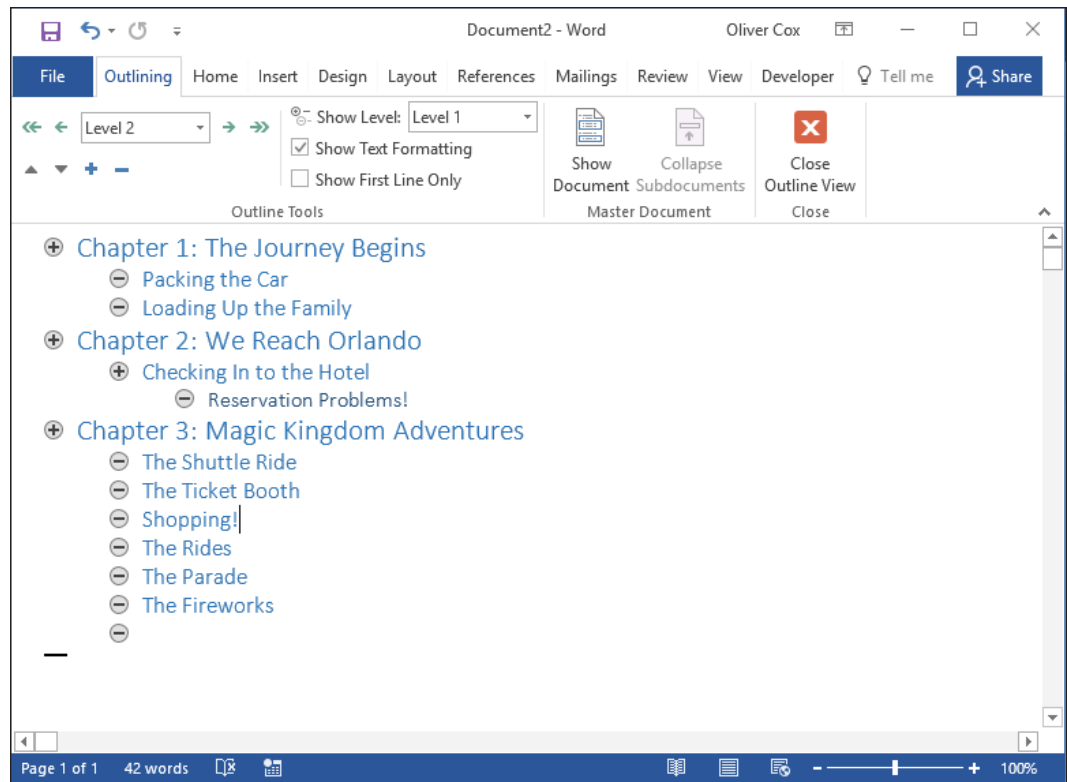 Document2 - Word Oliver Cox
File Outlining Home Insert Design Layout References Mailings Review View Developer Tell me Share
Level 2 Show Level: Level 1
Show Text Formatting
Show First Line Only
Show Document
Collapse Subdocuments
Close Outline View
Outline Tools Master Document Close
Chapter 1: The Journey Begins
Packing the Car
Loading Up the Family
Chapter 2: We Reach Orlando
Checking In to the Hotel
Reservation Problems!
Chapter 3: Magic Kingdom Adventures
The Shuttle Ride
The Ticket Booth
Shopping!
The Rides
The Parade
The Fireworks
Page 1 of 1 42 words 100%